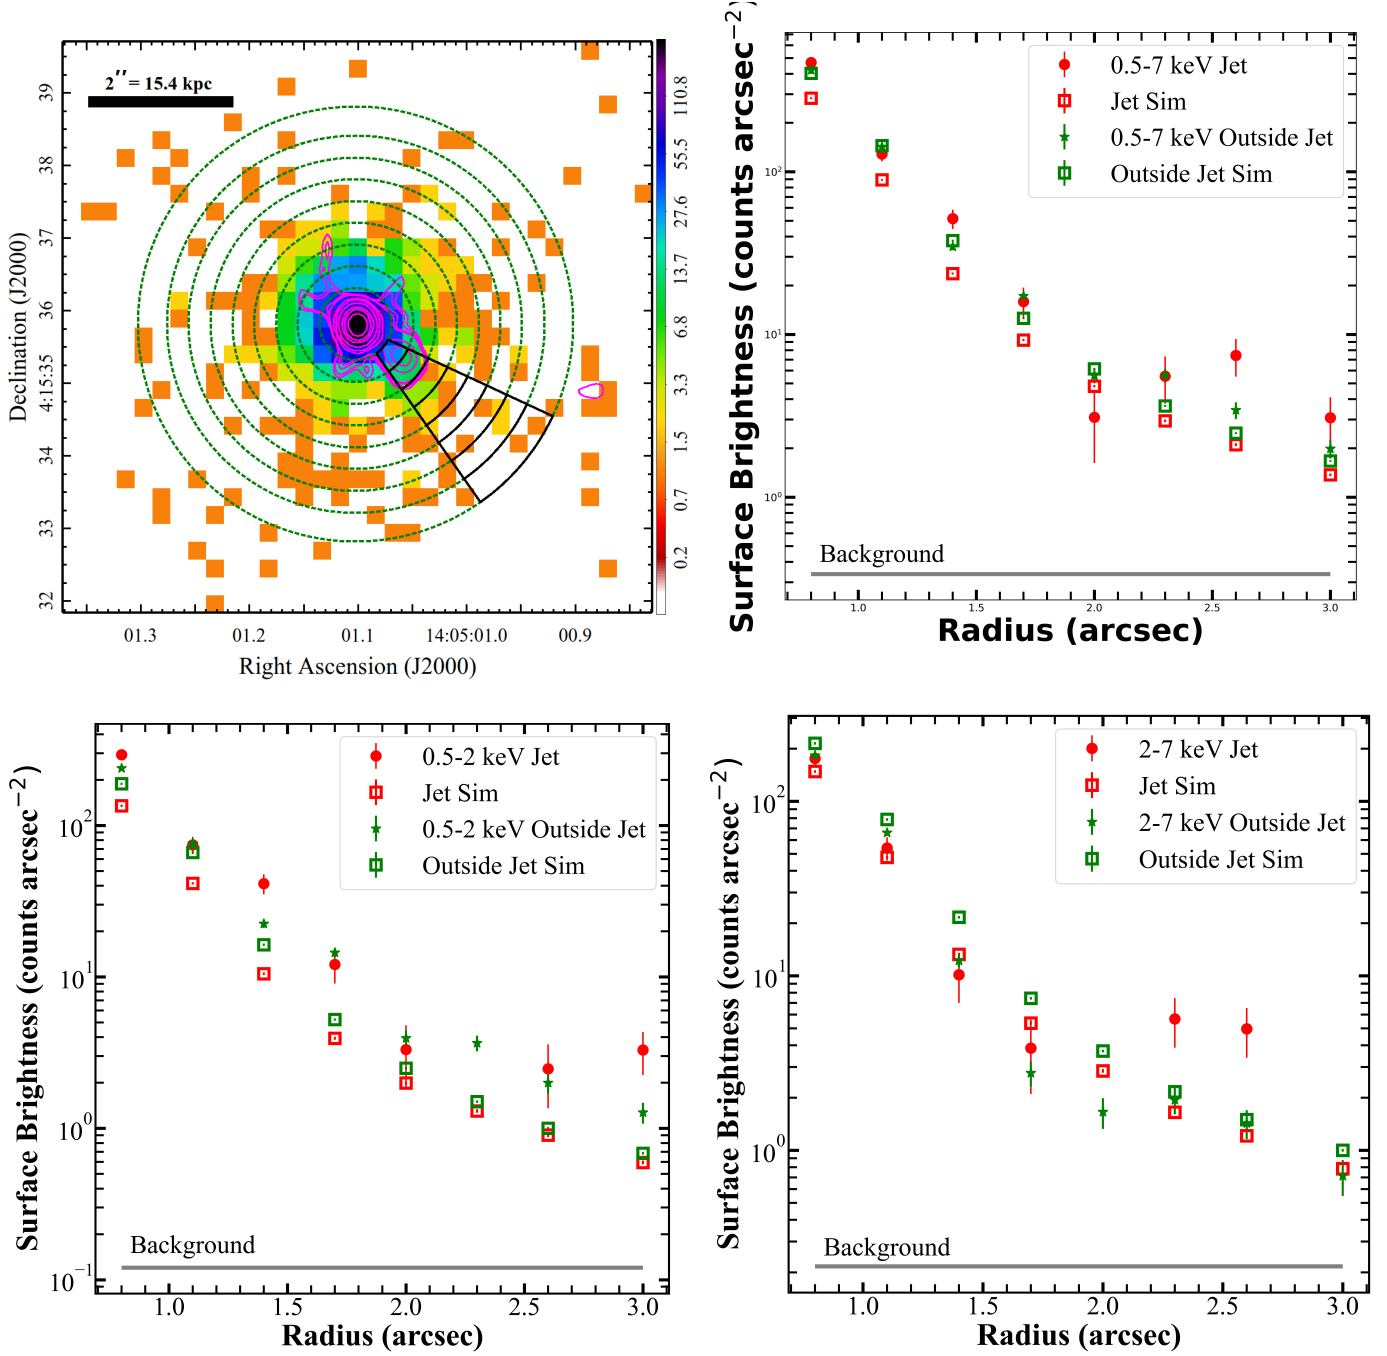 2′′= 15.4 kpc
39
38
37
36
4:15:35
34
33
32
Declination (J2000)
01.3
01.2
01.1
14:05:01.0
00.9
Right Ascension (J2000)
110.8
55.5
27.6
13.7
6.8
3.3
1.5
0.7
0.2
Surface Brightness (counts arcsec⁻²)
10²
10¹
10⁰
0.5-7 keV Jet
Jet Sim
0.5-7 keV Outside Jet
Outside Jet Sim
Background
1.0
1.5
2.0
2.5
3.0
Radius (arcsec)
Surface Brightness (counts arcsec⁻²)
10²
10¹
10⁰
10⁻¹
0.5-2 keV Jet
Jet Sim
0.5-2 keV Outside Jet
Outside Jet Sim
Background
1.0
1.5
2.0
2.5
3.0
Radius (arcsec)
Surface Brightness (counts arcsec⁻²)
10²
10¹
10⁰
2-7 keV Jet
Jet Sim
2-7 keV Outside Jet
Outside Jet Sim
Background
1.0
1.5
2.0
2.5
3.0
Radius (arcsec)